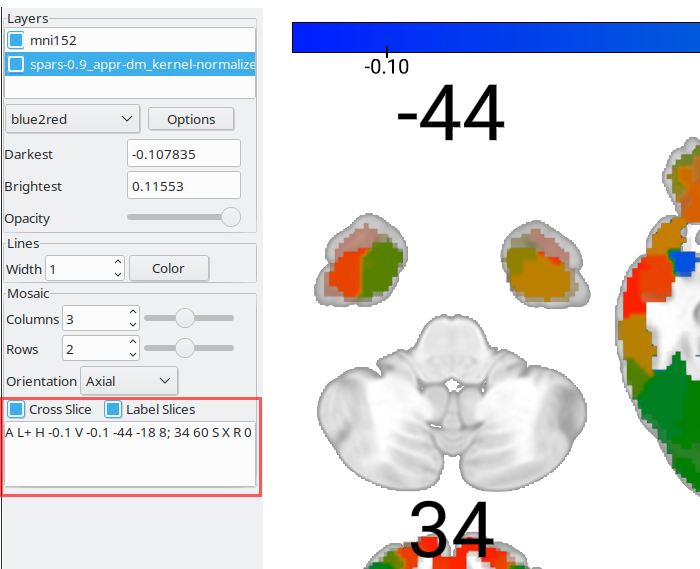 Layers
mni152
spars-0.9_appr-dm_kernel-normalize
blue2red
Options
Darkest
-0.107835
Brightest
0.11553
Opacity
Lines
Width
1
Color
Mosaic
Columns
3
Rows
2
Orientation
Axial
Cross Slice
Label Slices
A L+ H -0.1 V -0.1 -44 -18 8; 34 60 S X R 0
-0.10
-44
34